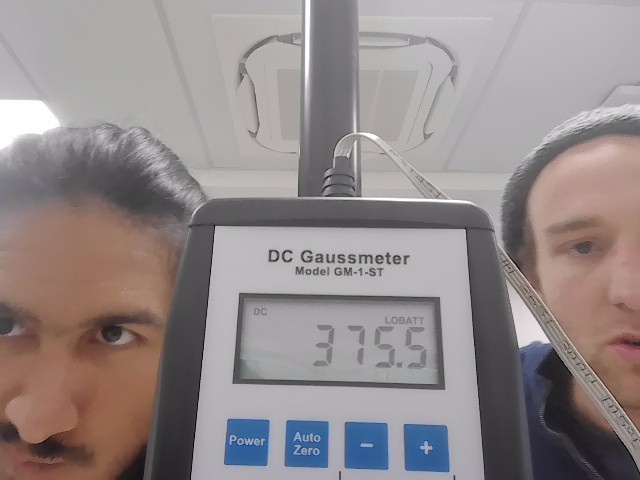 DC Gaussmeter
Model GM-1-ST
DC
LOBATT
375.5
Power
Auto
Zero
−
+